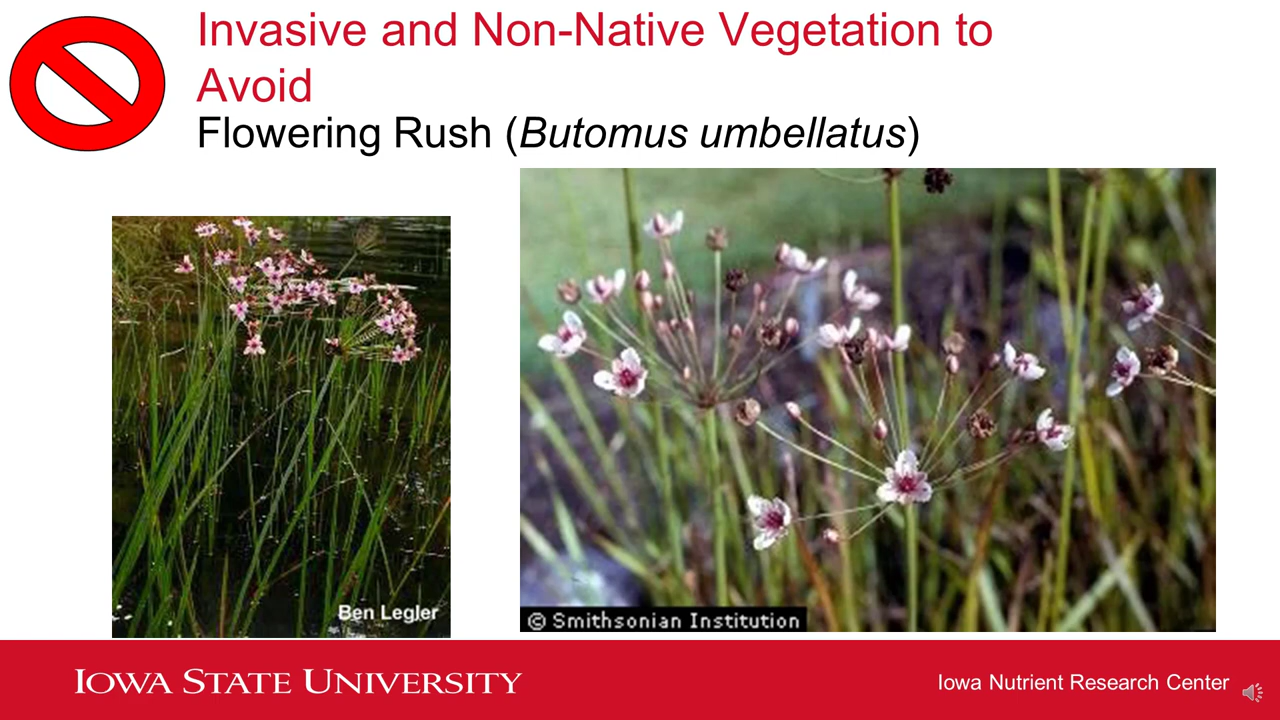 Invasive and Non-Native Vegetation to
Avoid
Flowering Rush (Butomus umbellatus)
Ben Legler
© Smithsonian Institution
IOWA STATE UNIVERSITY
Iowa Nutrient Research Center